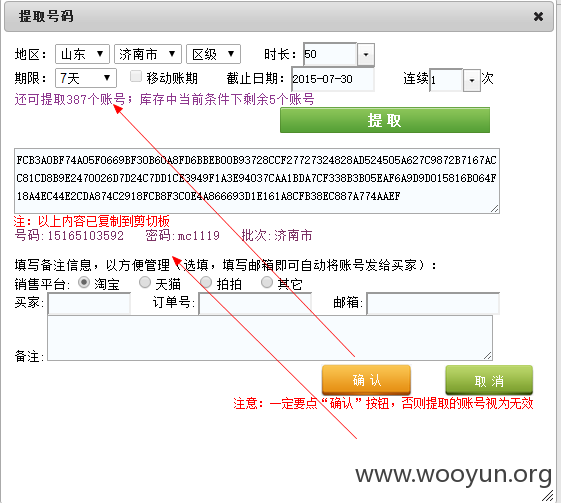 提取号码
地区: 山东 济南市 区级 时长: 50
期限: 7天 移动账期 截止日期: 2015-07-30 连续 1 次
还可提取387个账号; 库存中当前条件下剩余5个账号
提 取
FCB3A0BF74A05F0669BF30B60A8FD6BBEB00B93728CCF27727324828AD524505A627C9872B7167AC
C81CD8B9E2470026D7D24C7DD1CE3949F1A3E94037CAA1BDA7CF338B3B05EAF6A9D9D015816B064F
18A4EC44E2CDA874C2918FCB8F3C0E4A866693D1E161A8CFB38EC887A774AAEF
注: 以上内容已复制到剪切板
号码:15165103592 密码:mc1119 批次:济南市
填写备注信息, 以方便管理(选填, 填写邮箱即可自动将账号发给买家):
销售平台: 淘宝 天猫 拍拍 其它
买家: 订单号: 邮箱:
备注:
确 认 取 消
注意: 一定要点“确认”按钮, 否则提取的账号视为无效
www.wooyun.org